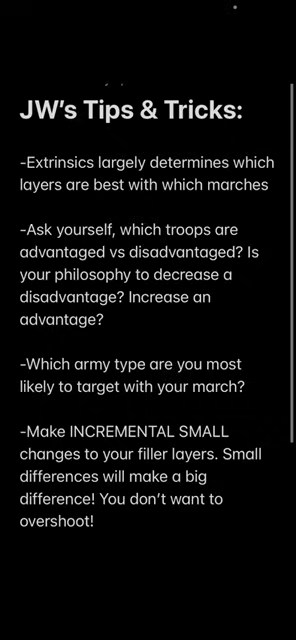 JW’s Tips & Tricks:
-Extrinsics largely determines which
layers are best with which marches
-Ask yourself, which troops are
advantaged vs disadvantaged? Is
your philosophy to decrease a
disadvantage? Increase an
advantage?
-Which army type are you most
likely to target with your march?
-Make INCREMENTAL SMALL
changes to your filler layers. Small
differences will make a big
difference! You don’t want to
overshoot!